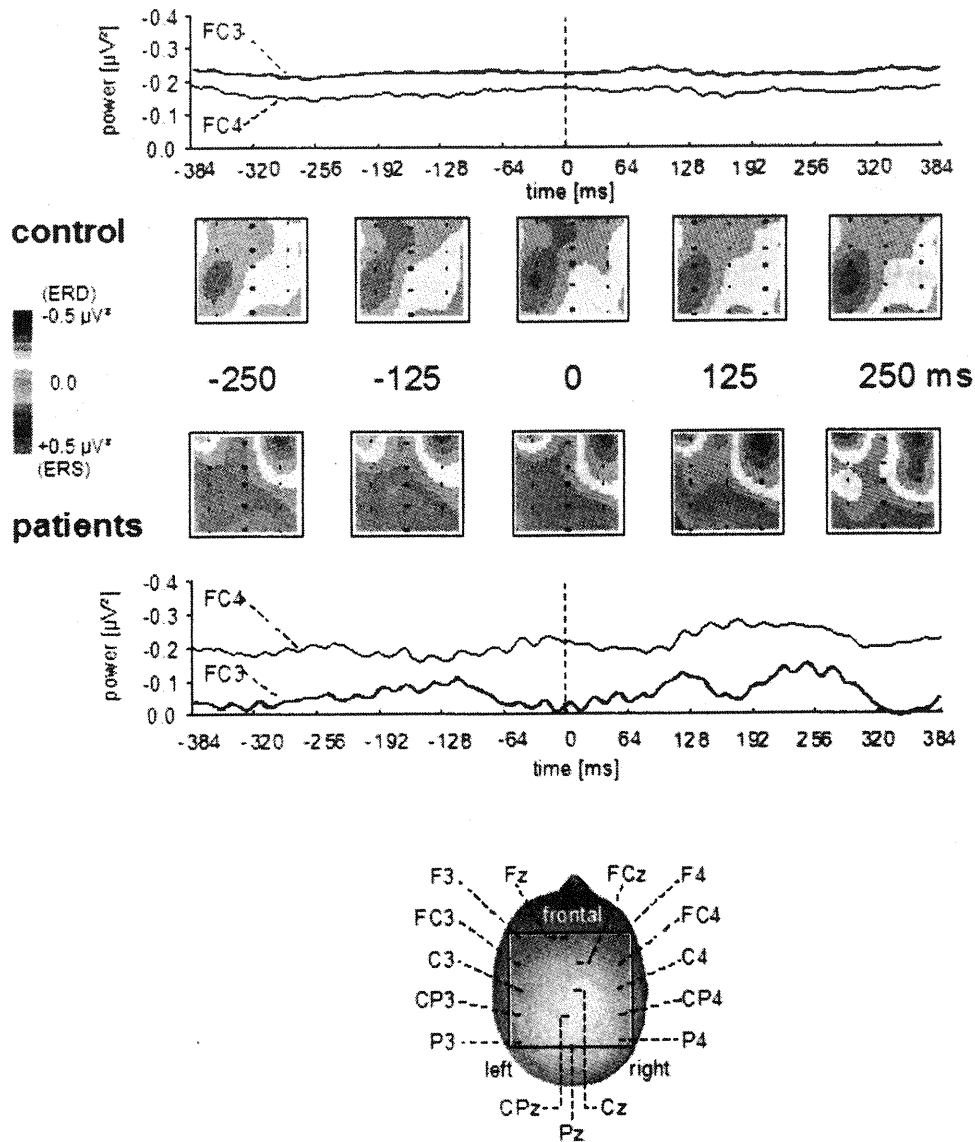 power [µV²]
-0.4
-0.3
-0.2
-0.1
0.0
FC3
FC4
-384 -320 -256 -192 -128 -64 0 64 128 192 256 320 384
time [ms]
control
(ERD)
-0.5 µV²
0.0
+0.5 µV²
(ERS)
-250 -125 0 125 250 ms
patients
power [µV²]
-0.4
-0.3
-0.2
-0.1
0.0
FC4
FC3
-384 -320 -256 -192 -128 -64 0 64 128 192 256 320 384
time [ms]
F3 Fz FCz F4
FC3 frontal FC4
C3 C4
CP3 CP4
P3 P4
left right
CPz Cz
Pz